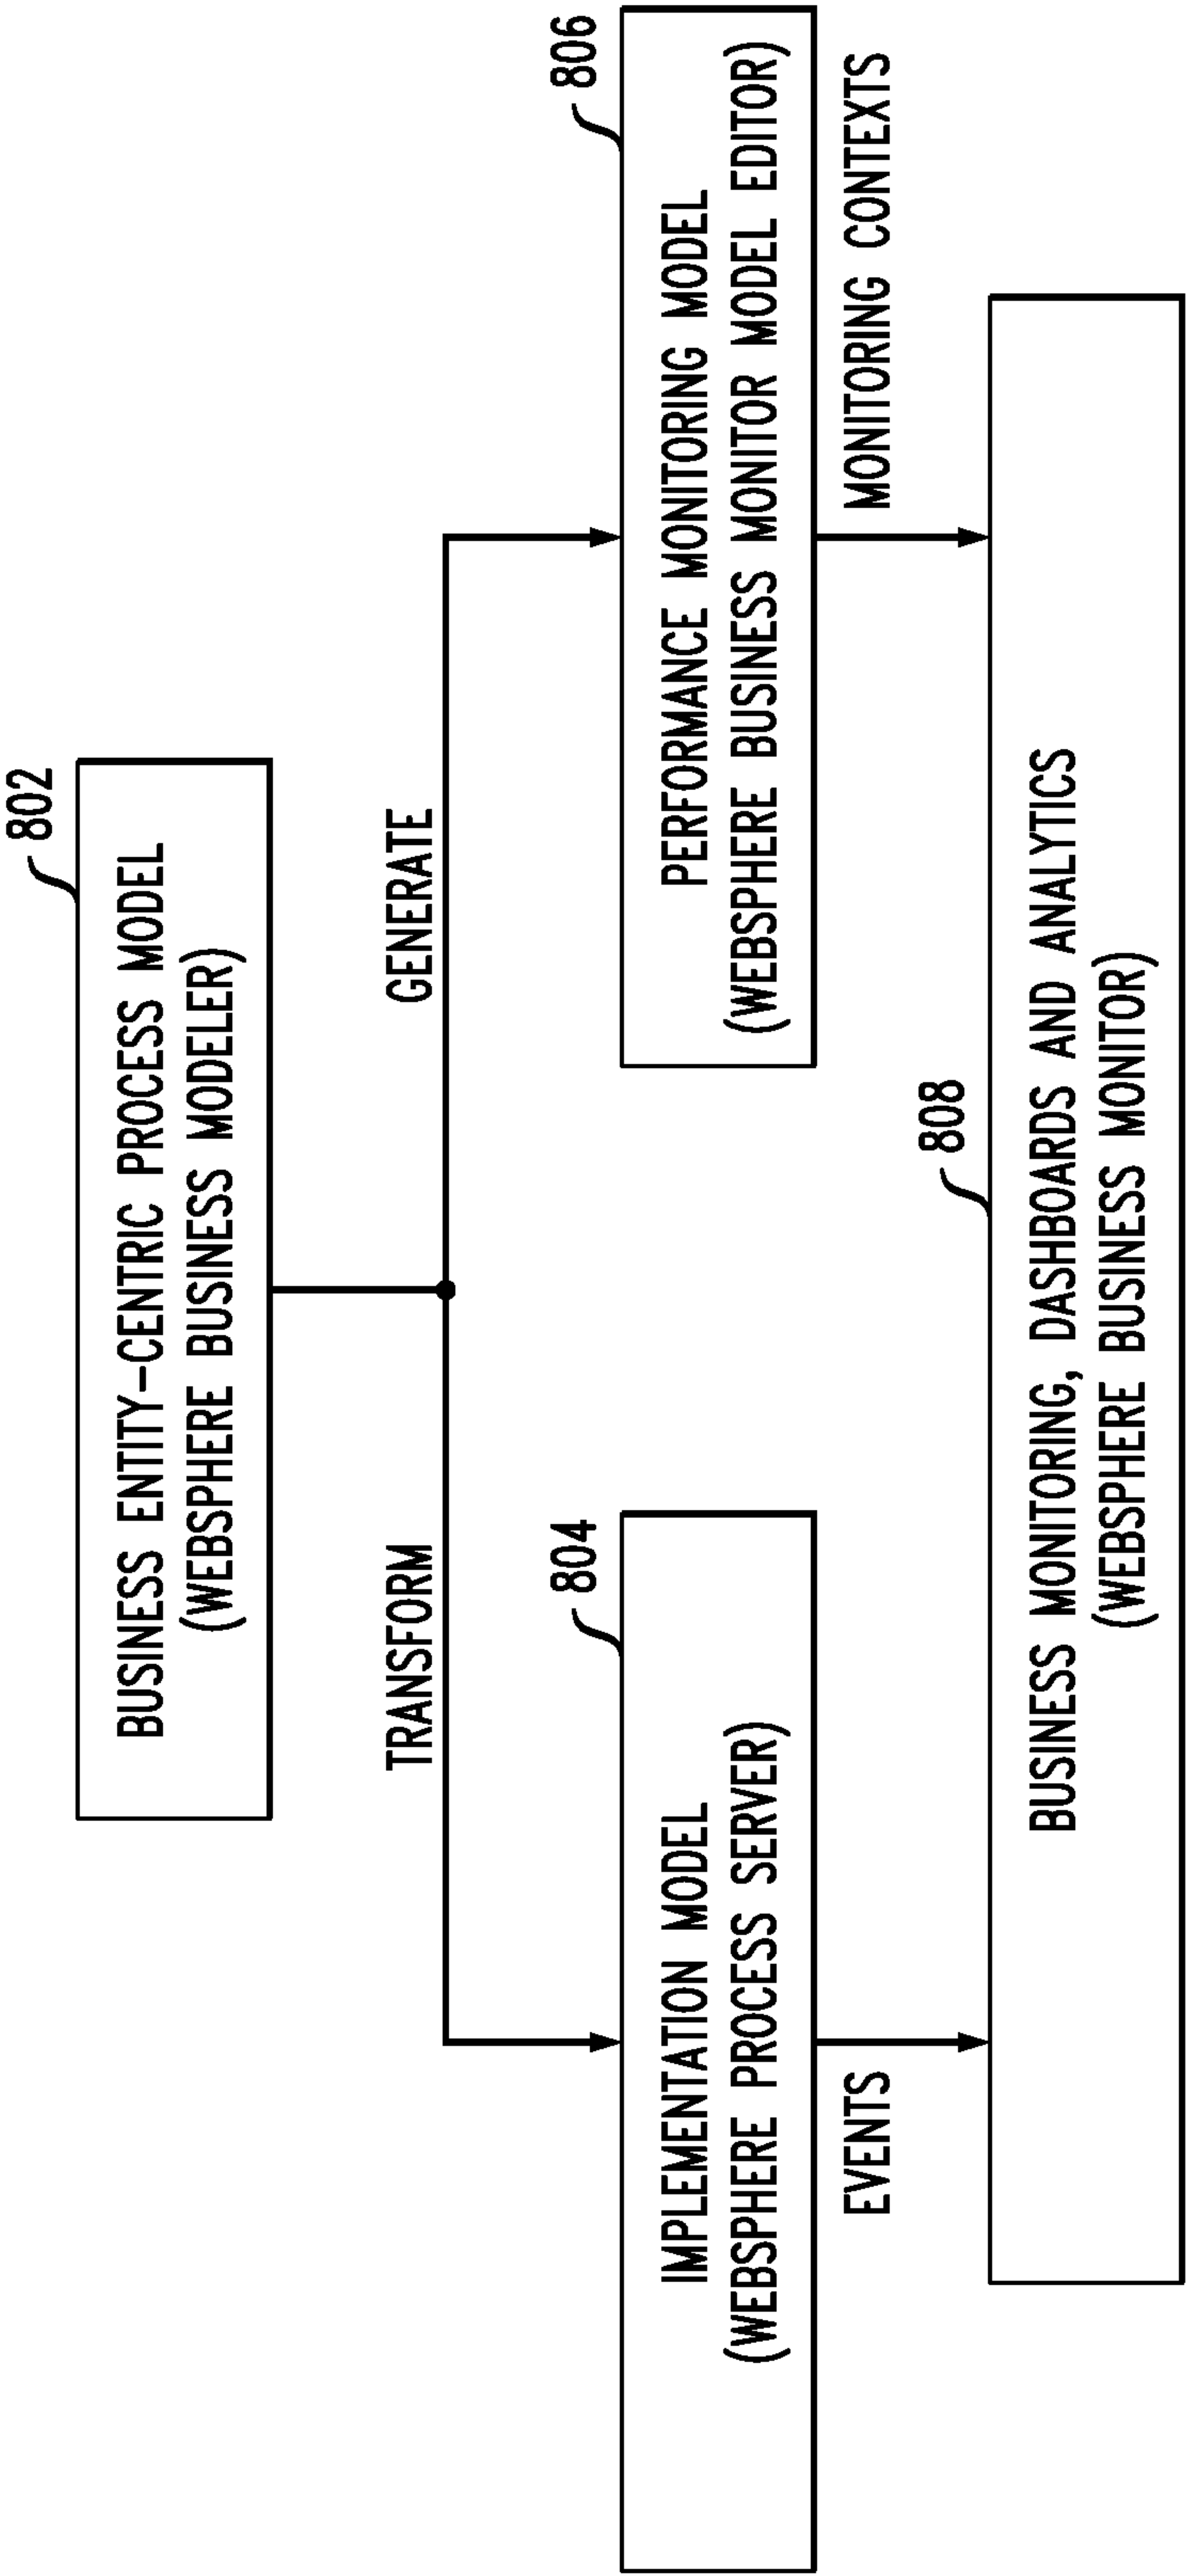 802
BUSINESS ENTITY-CENTRIC PROCESS MODEL
(WEBSPHERE BUSINESS MODELER)
TRANSFORM
GENERATE
804
IMPLEMENTATION MODEL
(WEBSPHERE PROCESS SERVER)
806
PERFORMANCE MONITORING MODEL
(WEBSPHERE BUSINESS MONITOR MODEL EDITOR)
EVENTS
MONITORING CONTEXTS
808
BUSINESS MONITORING, DASHBOARDS AND ANALYTICS
(WEBSPHERE BUSINESS MONITOR)